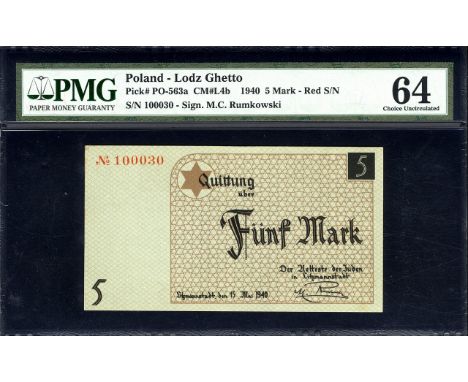 PMG
PAPER MONEY GUARANTY
Poland - Lodz Ghetto
Pick# PO-563a CM#L4b 1940 5 Mark - Red S/N
S/N 100030 - Sign. M.C. Rumkowski
64
Choice Uncirculated
№ 100030
5
Quittung
über
Fünf Mark
Der Aelteste der Juden
in Litzmannstadt
5
Litzmannstadt, den 15. Mai 1940